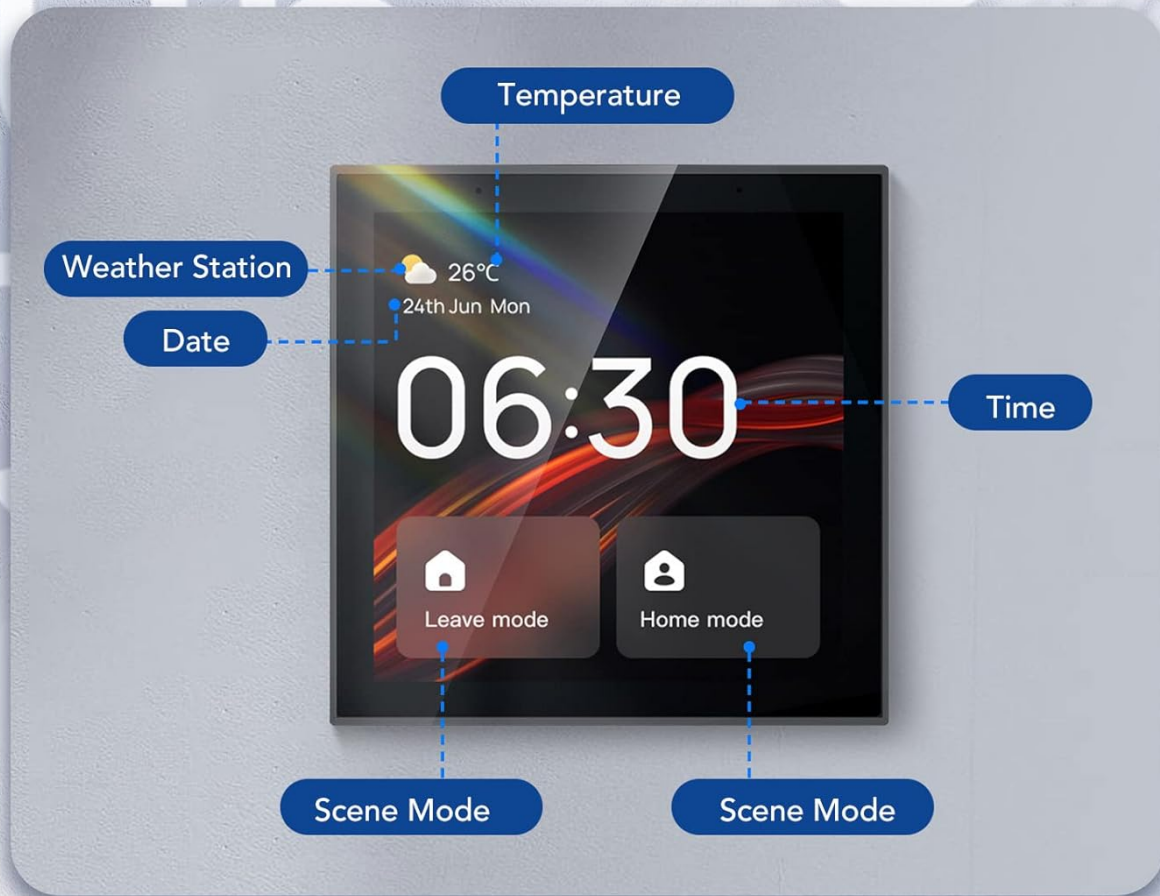 Temperature
Weather Station
26°C
24th Jun Mon
Date
06:30
Time
Leave mode
Home mode
Scene Mode
Scene Mode